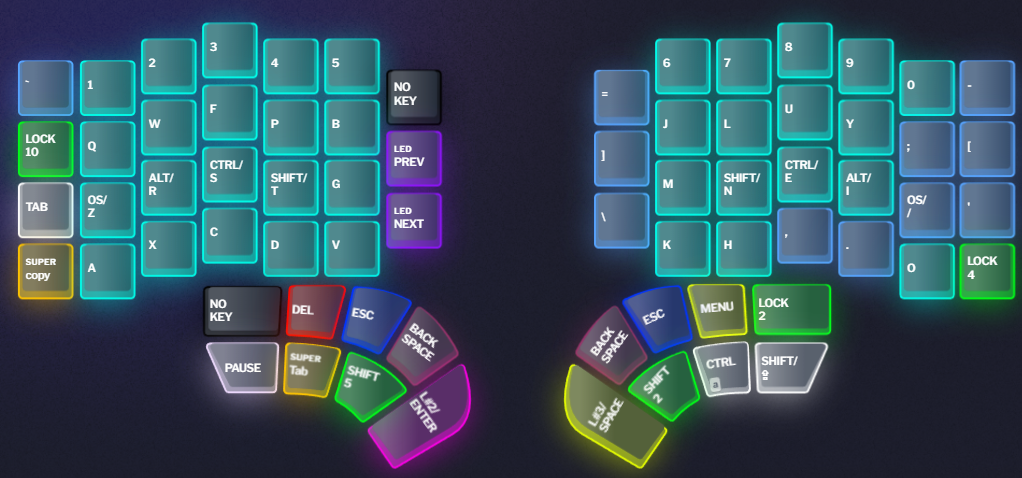 `
1
2
3
4
5
NO
KEY
=
6
7
8
9
0
-
LOCK
10
Q
W
F
P
B
LED
PREV
]
J
L
U
Y
;
[
TAB
OS/
Z
ALT/
R
CTRL/
S
SHIFT/
T
G
LED
NEXT
\
M
SHIFT/
N
CTRL/
E
ALT/
I
OS/
/
'
SUPER
copy
A
X
C
D
V
K
H
,
.
O
LOCK
4
NO
KEY
DEL
ESC
BACK
SPACE
BACK
SPACE
ESC
MENU
LOCK
2
PAUSE
SUPER
Tab
SHIFT
5
L#2/
ENTER
L#3/
SPACE
SHIFT
2
CTRL
a
SHIFT/